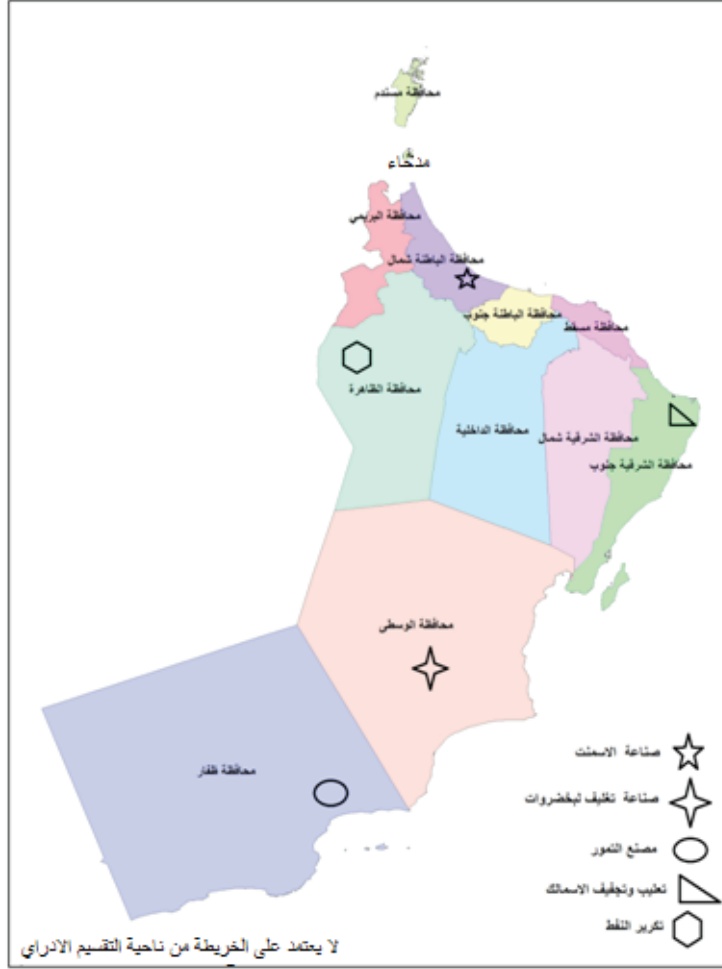 محافظة مسندم
مدحاء
محافظة البريمي
محافظة الباطنة شمال
محافظة الباطنة جنوب
محافظة مسقط
محافظة الظاهرة
محافظة الداخلية
محافظة الشرقية شمال
محافظة الشرقية جنوب
محافظة الوسطى
محافظة ظفار
صناعة الاسمنت
صناعة تغليف لبخضروات
مصنع التمور
تعليب وتجفيف الاسمالك
تكرير النفط
لا يعتمد على الخريطة من ناحية التقسيم الادراي